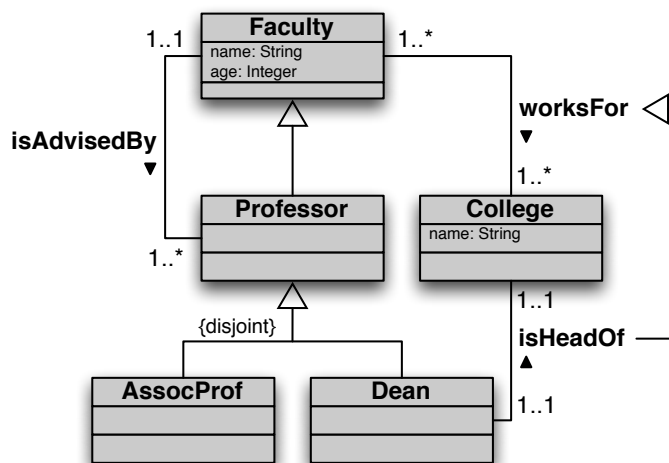 Faculty
1..1
1..*
name: String
age: Integer
worksFor
isAdvisedBy
1..*
Professor
College
name: String
1..*
1..1
{disjoint}
isHeadOf
AssocProf
Dean
1..1